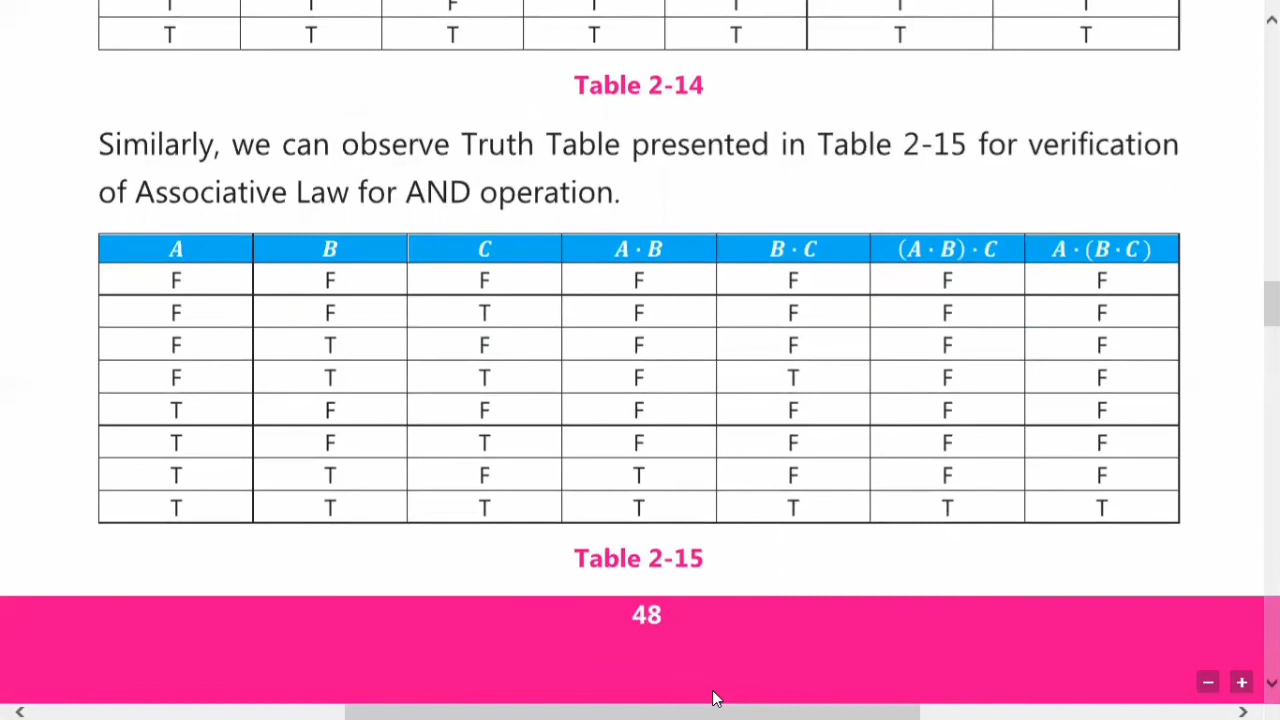 T T F T T T T
T T T T T T T
Table 2-14
Similarly, we can observe Truth Table presented in Table 2-15 for verification
of Associative Law for AND operation.
A B C A · B B · C (A · B) · C A · (B · C)
F F F F F F F
F F T F F F F
F T F F F F F
F T T F T F F
T F F F F F F
T F T F F F F
T T F T F F F
T T T T T T T
Table 2-15
48